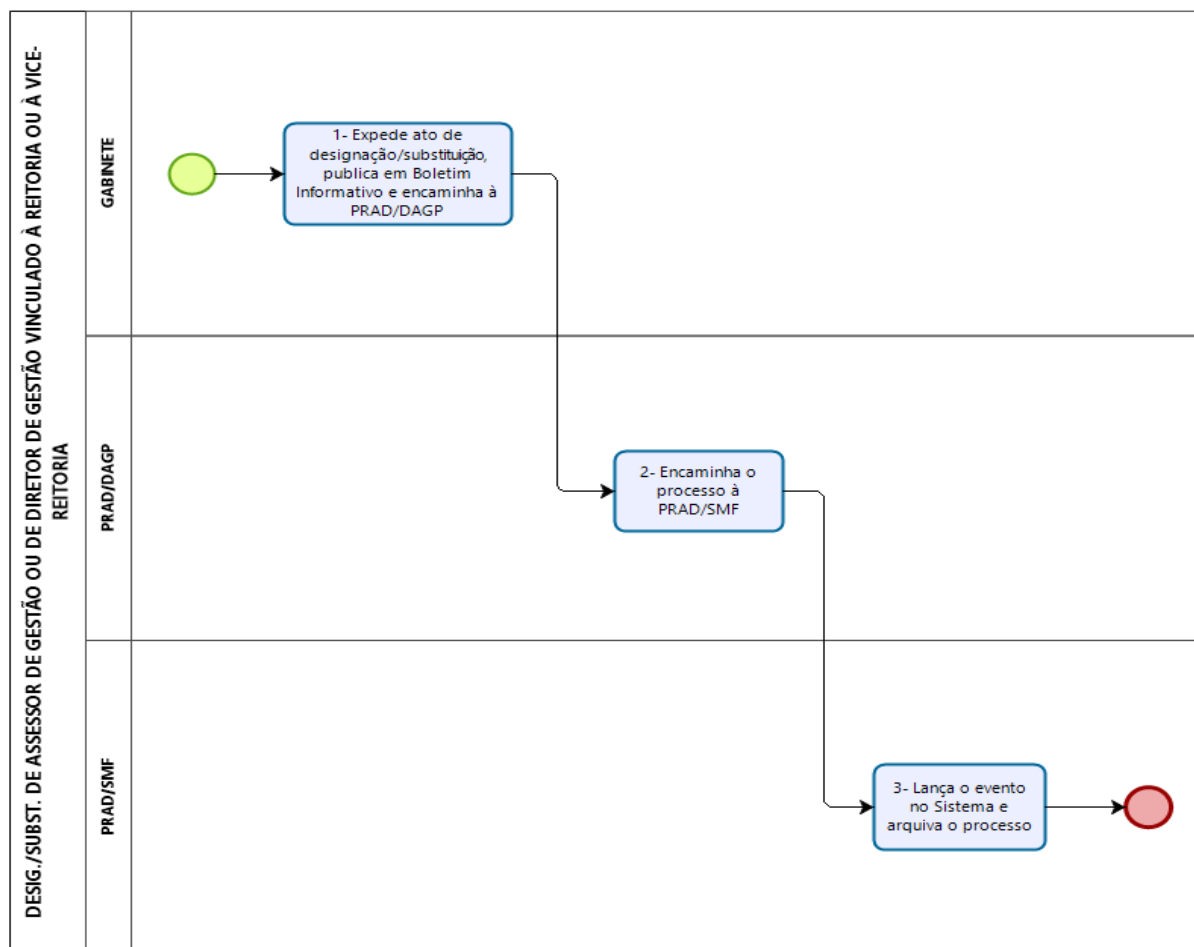 DESIG./SUBST. DE ASSESSOR DE GESTÃO OU DE DIRETOR DE GESTÃO VINCULADO À REITORIA OU À VICE-
REITORIA
GABINETE
1- Expede ato de
designação/substituição,
publica em Boletim
Informativo e encaminha à
PRAD/DAGP
PRAD/DAGP
2- Encaminha o
processo à
PRAD/SMF
PRAD/SMF
3- Lança o evento
no Sistema e
arquiva o processo